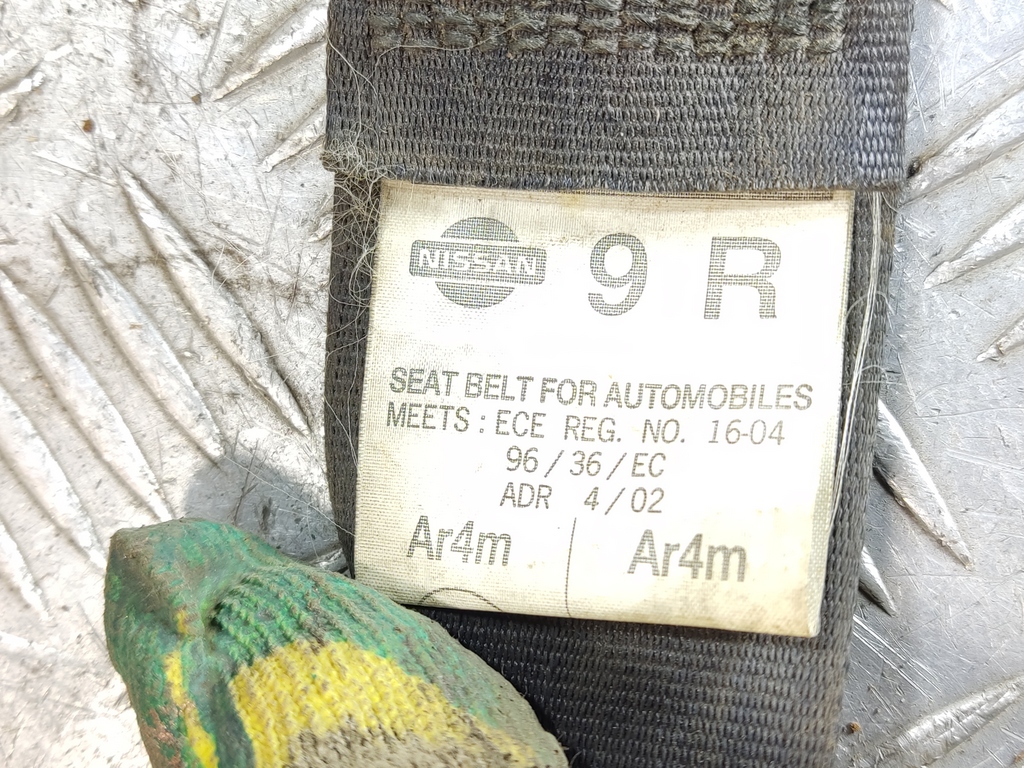 NISSAN 9 R
SEAT BELT FOR AUTOMOBILES
MEETS : ECE REG. NO. 16-04
96 / 36 / EC
ADR 4 / 02
Ar4m Ar4m